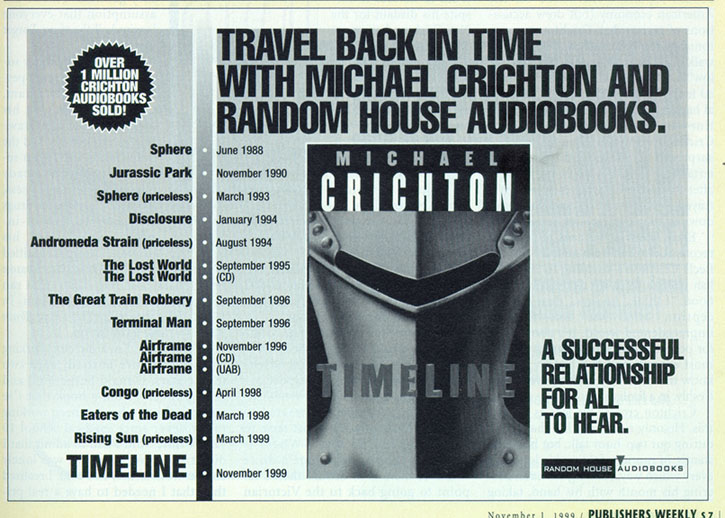 OVER
1 MILLION
CRICHTON
AUDIOBOOKS
SOLD!
TRAVEL BACK IN TIME
WITH MICHAEL CRICHTON AND
RANDOM HOUSE AUDIOBOOKS.
Sphere • June 1988
Jurassic Park • November 1990
Sphere (priceless) • March 1993
Disclosure • January 1994
Andromeda Strain (priceless) • August 1994
The Lost World • September 1995
The Lost World • (CD)
The Great Train Robbery • September 1996
Terminal Man • September 1996
Airframe • November 1996
Airframe • (CD)
Airframe • (UAB)
Congo (priceless) • April 1998
Eaters of the Dead • March 1998
Rising Sun (priceless) • March 1999
TIMELINE • November 1999
MICHAEL
CRICHTON
TIMELINE
A SUCCESSFUL
RELATIONSHIP
FOR ALL
TO HEAR.
RANDOM HOUSE AUDIOBOOKS
November 1, 1999 / PUBLISHERS WEEKLY S7